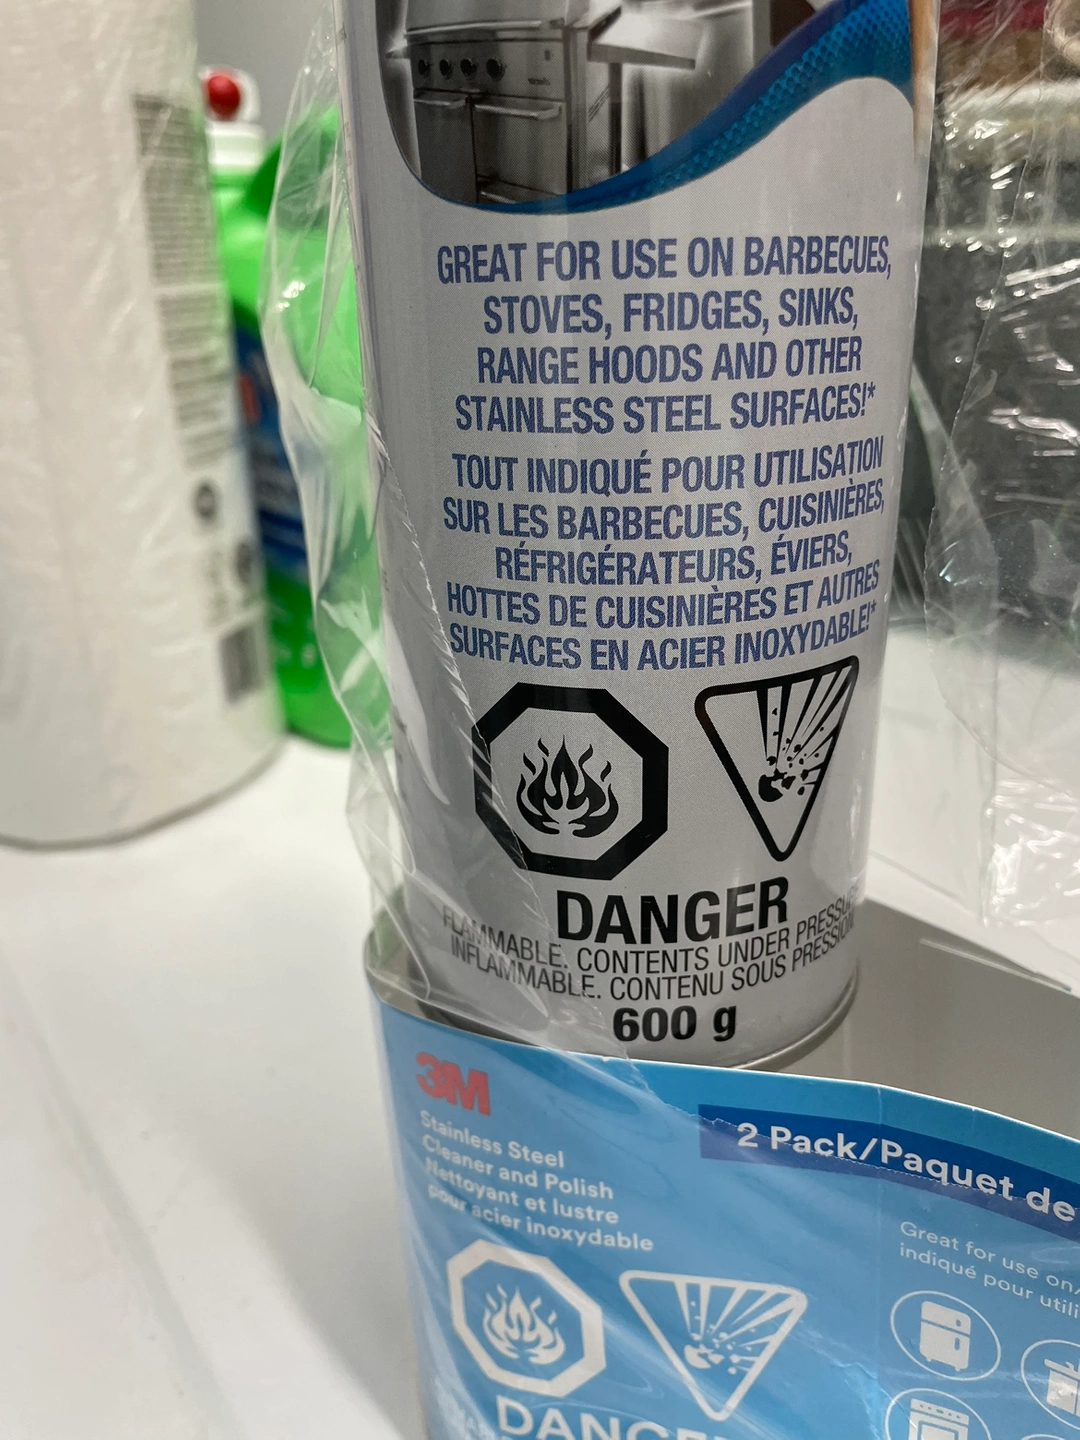 GREAT FOR USE ON BARBECUES,
STOVES, FRIDGES, SINKS,
RANGE HOODS AND OTHER
STAINLESS STEEL SURFACES!*
TOUT INDIQUÉ POUR UTILISATION
SUR LES BARBECUES, CUISINIÈRES,
RÉFRIGÉRATEURS, ÉVIERS,
HOTTES DE CUISINIÈRES ET AUTRES
SURFACES EN ACIER INOXYDABLE!*
DANGER
FLAMMABLE. CONTENTS UNDER PRESSURE
INFLAMMABLE. CONTENU SOUS PRESSION
600 g
3M
Stainless Steel
Cleaner and Polish
Nettoyant et lustre
pour acier inoxydable
2 Pack/Paquet de
Great for use on/
indiqué pour utili
DANGE